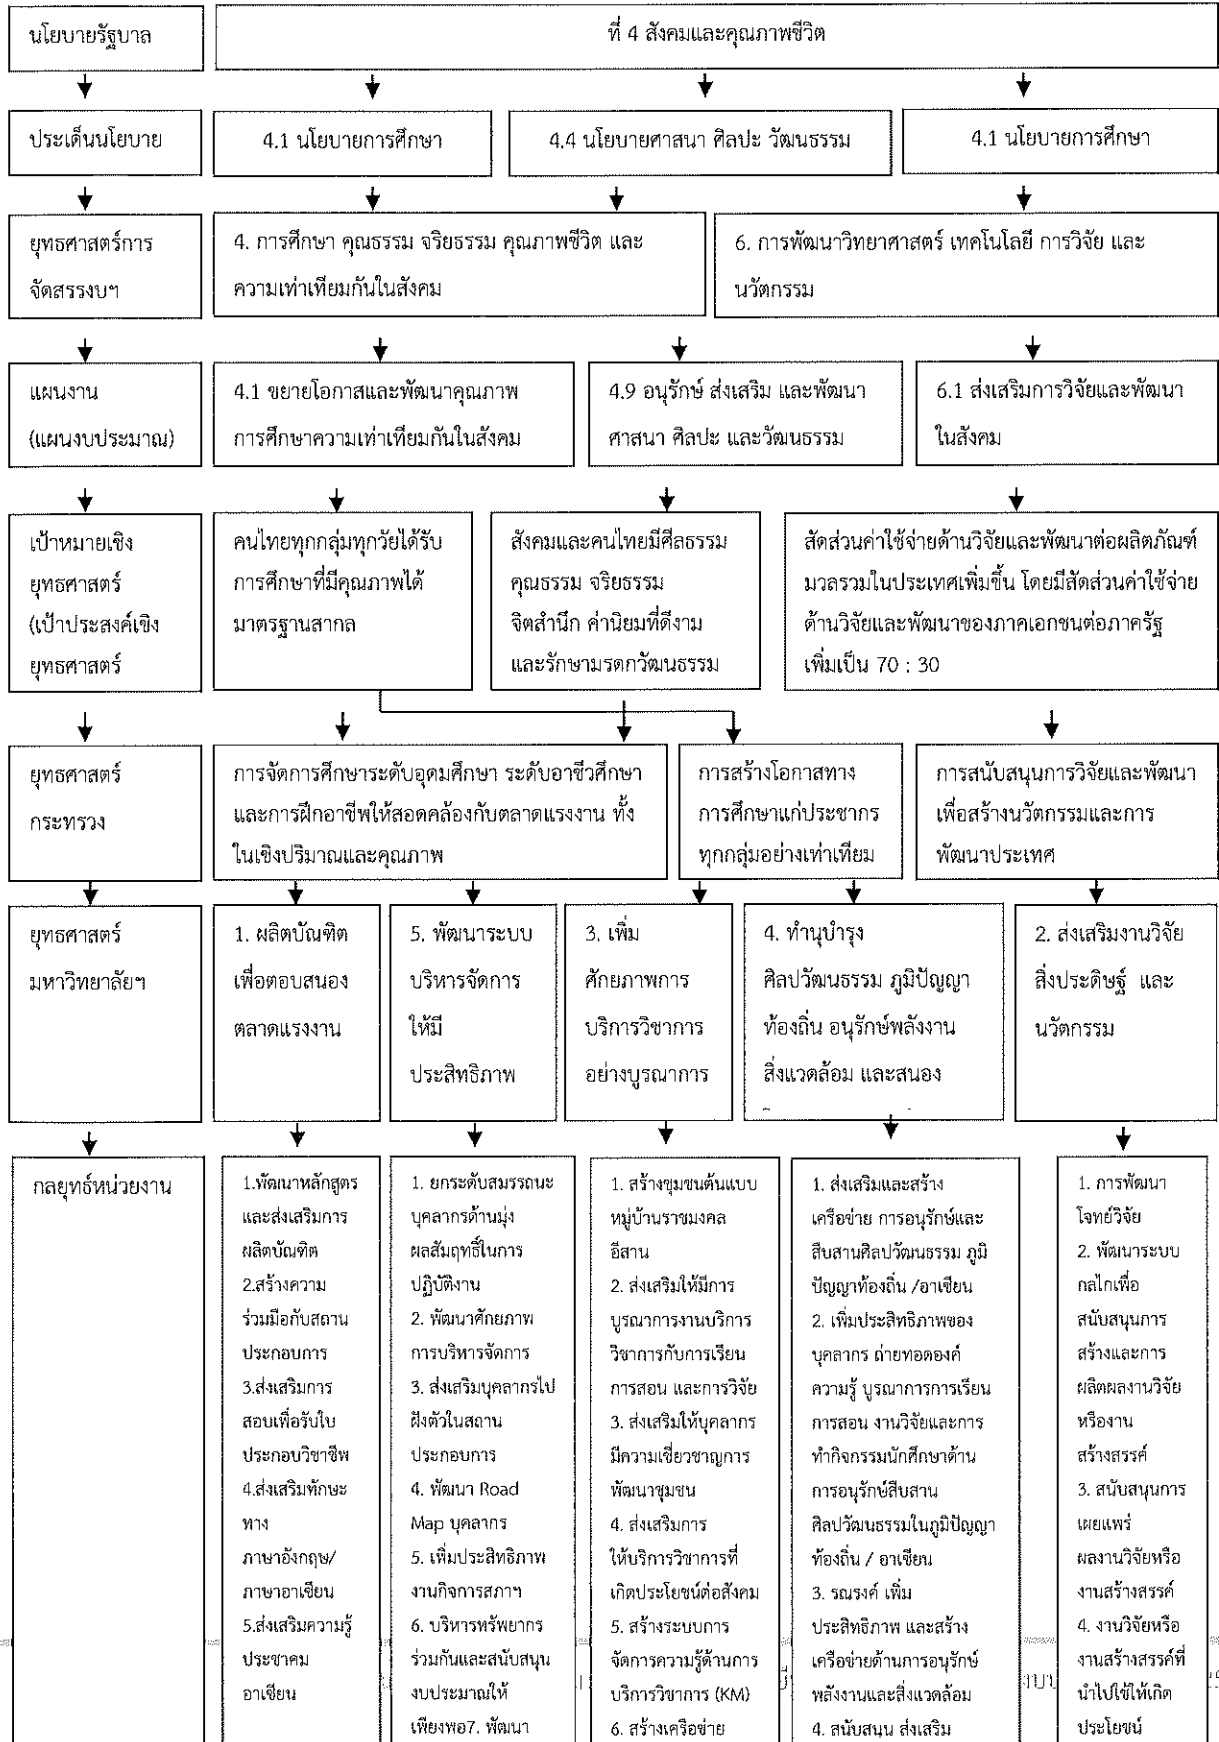 นโยบายรัฐบาล
ที่ 4 สังคมและคุณภาพชีวิต
ประเด็นนโยบาย
4.1 นโยบายการศึกษา
4.4 นโยบายศาสนา ศิลปะ วัฒนธรรม
4.1 นโยบายการศึกษา
ยุทธศาสตร์การ
จัดสรรงบฯ
4. การศึกษา คุณธรรม จริยธรรม คุณภาพชีวิต และ
ความเท่าเทียมกันในสังคม
6. การพัฒนาวิทยาศาสตร์ เทคโนโลยี การวิจัย และ
นวัตกรรม
แผนงาน
(แผนงบประมาณ)
4.1 ขยายโอกาสและพัฒนาคุณภาพ
การศึกษาความเท่าเทียมกันในสังคม
4.9 อนุรักษ์ ส่งเสริม และพัฒนา
ศาสนา ศิลปะ และวัฒนธรรม
6.1 ส่งเสริมการวิจัยและพัฒนา
ในสังคม
เป้าหมายเชิง
ยุทธศาสตร์
(เป้าประสงค์เชิง
ยุทธศาสตร์
คนไทยทุกกลุ่มทุกวัยได้รับ
การศึกษาที่มีคุณภาพได้
มาตรฐานสากล
สังคมและคนไทยมีศีลธรรม
คุณธรรม จริยธรรม
จิตสำนึก ค่านิยมที่ดีงาม
และรักษามรดกวัฒนธรรม
สัดส่วนค่าใช้จ่ายด้านวิจัยและพัฒนาต่อผลิตภัณฑ์
มวลรวมในประเทศเพิ่มขึ้น โดยมีสัดส่วนค่าใช้จ่าย
ด้านวิจัยและพัฒนาของภาคเอกชนต่อภาครัฐ
เพิ่มเป็น 70 : 30
ยุทธศาสตร์
กระทรวง
การจัดการศึกษาระดับอุดมศึกษา ระดับอาชีวศึกษา
และการฝึกอาชีพให้สอดคล้องกับตลาดแรงงาน ทั้ง
ในเชิงปริมาณและคุณภาพ
การสร้างโอกาสทาง
การศึกษาแก่ประชากร
ทุกกลุ่มอย่างเท่าเทียม
การสนับสนุนการวิจัยและพัฒนา
เพื่อสร้างนวัตกรรมและการ
พัฒนาประเทศ
ยุทธศาสตร์
มหาวิทยาลัยฯ
1. ผลิตบัณฑิต
เพื่อตอบสนอง
ตลาดแรงงาน
5. พัฒนาระบบ
บริหารจัดการ
ให้มี
ประสิทธิภาพ
3. เพิ่ม
ศักยภาพการ
บริการวิชาการ
อย่างบูรณาการ
4. ทำนุบำรุง
ศิลปวัฒนธรรม ภูมิปัญญา
ท้องถิ่น อนุรักษ์พลังงาน
สิ่งแวดล้อม และสนอง
2. ส่งเสริมงานวิจัย
สิ่งประดิษฐ์ และ
นวัตกรรม
กลยุทธ์หน่วยงาน
1.พัฒนาหลักสูตร
และส่งเสริมการ
ผลิตบัณฑิต
2.สร้างความ
ร่วมมือกับสถาน
ประกอบการ
3.ส่งเสริมการ
สอบเพื่อรับใบ
ประกอบวิชาชีพ
4.ส่งเสริมทักษะ
ทาง
ภาษาอังกฤษ/
ภาษาอาเซียน
5.ส่งเสริมความรู้
ประชาคม
อาเซียน
1. ยกระดับสมรรถนะ
บุคลากรด้านมุ่ง
ผลสัมฤทธิ์ในการ
ปฏิบัติงาน
2. พัฒนาศักยภาพ
การบริหารจัดการ
3. ส่งเสริมบุคลากรไป
ฝังตัวในสถาน
ประกอบการ
4. พัฒนา Road
Map บุคลากร
5. เพิ่มประสิทธิภาพ
งานกิจการสภาฯ
6. บริหารทรัพยากร
ร่วมกันและสนับสนุน
งบประมาณให้
เพียงพอ7. พัฒนา
1. สร้างชุมชนต้นแบบ
หมู่บ้านราชมงคล
อีสาน
2. ส่งเสริมให้มีการ
บูรณาการงานบริการ
วิชาการกับการเรียน
การสอน และการวิจัย
3. ส่งเสริมให้บุคลากร
มีความเชี่ยวชาญการ
พัฒนาชุมชน
4. ส่งเสริมการ
ให้บริการวิชาการที่
เกิดประโยชน์ต่อสังคม
5. สร้างระบบการ
จัดการความรู้ด้านการ
บริการวิชาการ (KM)
6. สร้างเครือข่าย
1. ส่งเสริมและสร้าง
เครือข่าย การอนุรักษ์และ
สืบสานศิลปวัฒนธรรม ภูมิ
ปัญญาท้องถิ่น /อาเซียน
2. เพิ่มประสิทธิภาพของ
บุคลากร ถ่ายทอดองค์
ความรู้ บูรณาการการเรียน
การสอน งานวิจัยและการ
ทำกิจกรรมนักศึกษาด้าน
การอนุรักษ์สืบสาน
ศิลปวัฒนธรรมในภูมิปัญญา
ท้องถิ่น / อาเซียน
3. รณรงค์ เพิ่ม
ประสิทธิภาพ และสร้าง
เครือข่ายด้านการอนุรักษ์
พลังงานและสิ่งแวดล้อม
4. สนับสนุน ส่งเสริม
1. การพัฒนา
โจทย์วิจัย
2. พัฒนาระบบ
กลไกเพื่อ
สนับสนุนการ
สร้างและการ
ผลิตผลงานวิจัย
หรืองาน
สร้างสรรค์
3. สนับสนุนการ
เผยแพร่
ผลงานวิจัยหรือ
งานสร้างสรรค์
4. งานวิจัยหรือ
งานสร้างสรรค์ที่
นำไปใช้ให้เกิด
ประโยชน์